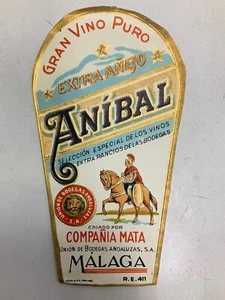 GRAN VINO PURO
EXTRA AÑEJO
ANÍBAL
SELECCIÓN ESPECIAL DE LOS VINOS
EXTRA RANCIOS DE LAS BODEGAS
CRIADO POR
COMPAÑIA MATA
UNIÓN DE BODEGAS ANDALUZAS, S.A.
MÁLAGA
R.E. 411